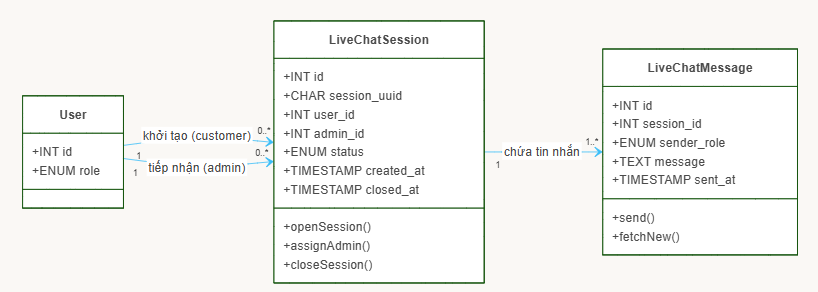 User
+INT id
+ENUM role
khởi tạo (customer)
1
0..*
tiếp nhận (admin)
1
0..*
LiveChatSession
+INT id
+CHAR session_uuid
+INT user_id
+INT admin_id
+ENUM status
+TIMESTAMP created_at
+TIMESTAMP closed_at
+openSession()
+assignAdmin()
+closeSession()
chứa tin nhắn
1
1..*
LiveChatMessage
+INT id
+INT session_id
+ENUM sender_role
+TEXT message
+TIMESTAMP sent_at
+send()
+fetchNew()